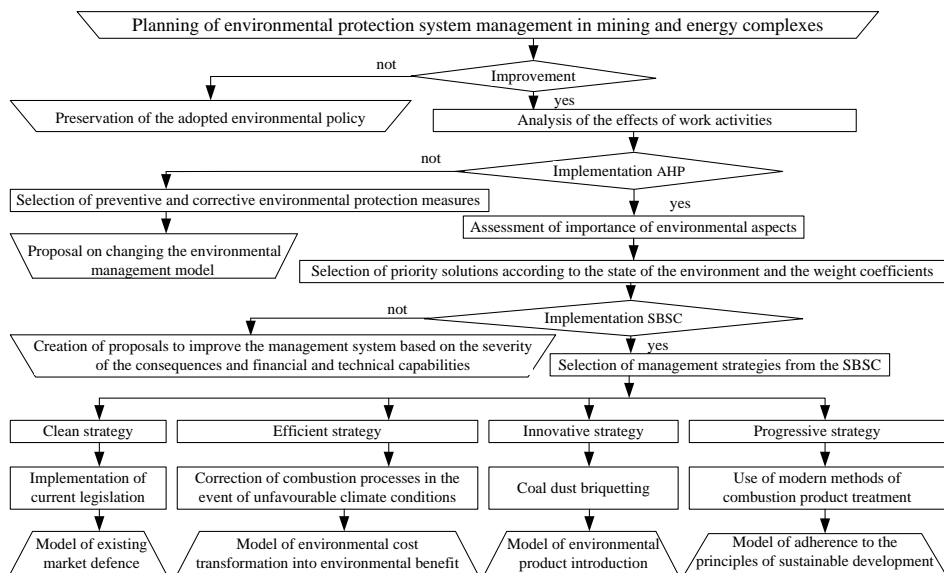 Planning of environmental protection system management in mining and energy complexes
not
Improvement
yes
Preservation of the adopted environmental policy
Analysis of the effects of work activities
not
Implementation AHP
Selection of preventive and corrective environmental protection measures
yes
Assessment of importance of environmental aspects
Proposal on changing the environmental
management model
Selection of priority solutions according to the state of the environment and the weight coefficients
not
Implementation SBSC
Creation of proposals to improve the management system based on the severity
of the consequences and financial and technical capabilities
yes
Selection of management strategies from the SBSC
Clean strategy
Efficient strategy
Innovative strategy
Progressive strategy
Implementation of
current legislation
Correction of combustion processes in the
event of unfavourable climate conditions
Coal dust briquetting
Use of modern methods of
combustion product treatment
Model of existing
market defence
Model of environmental cost
transformation into environmental benefit
Model of environmental
product introduction
Model of adherence to the
principles of sustainable development